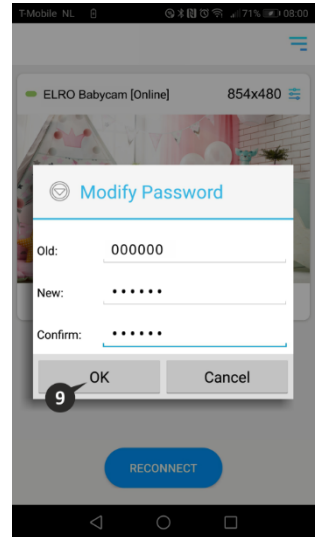 T-Mobile NL 71% 08:00
ELRO Babycam [Online] 854x480
Modify Password
Old: 000000
New: ••••••
Confirm: ••••••
OK Cancel
9
RECONNECT